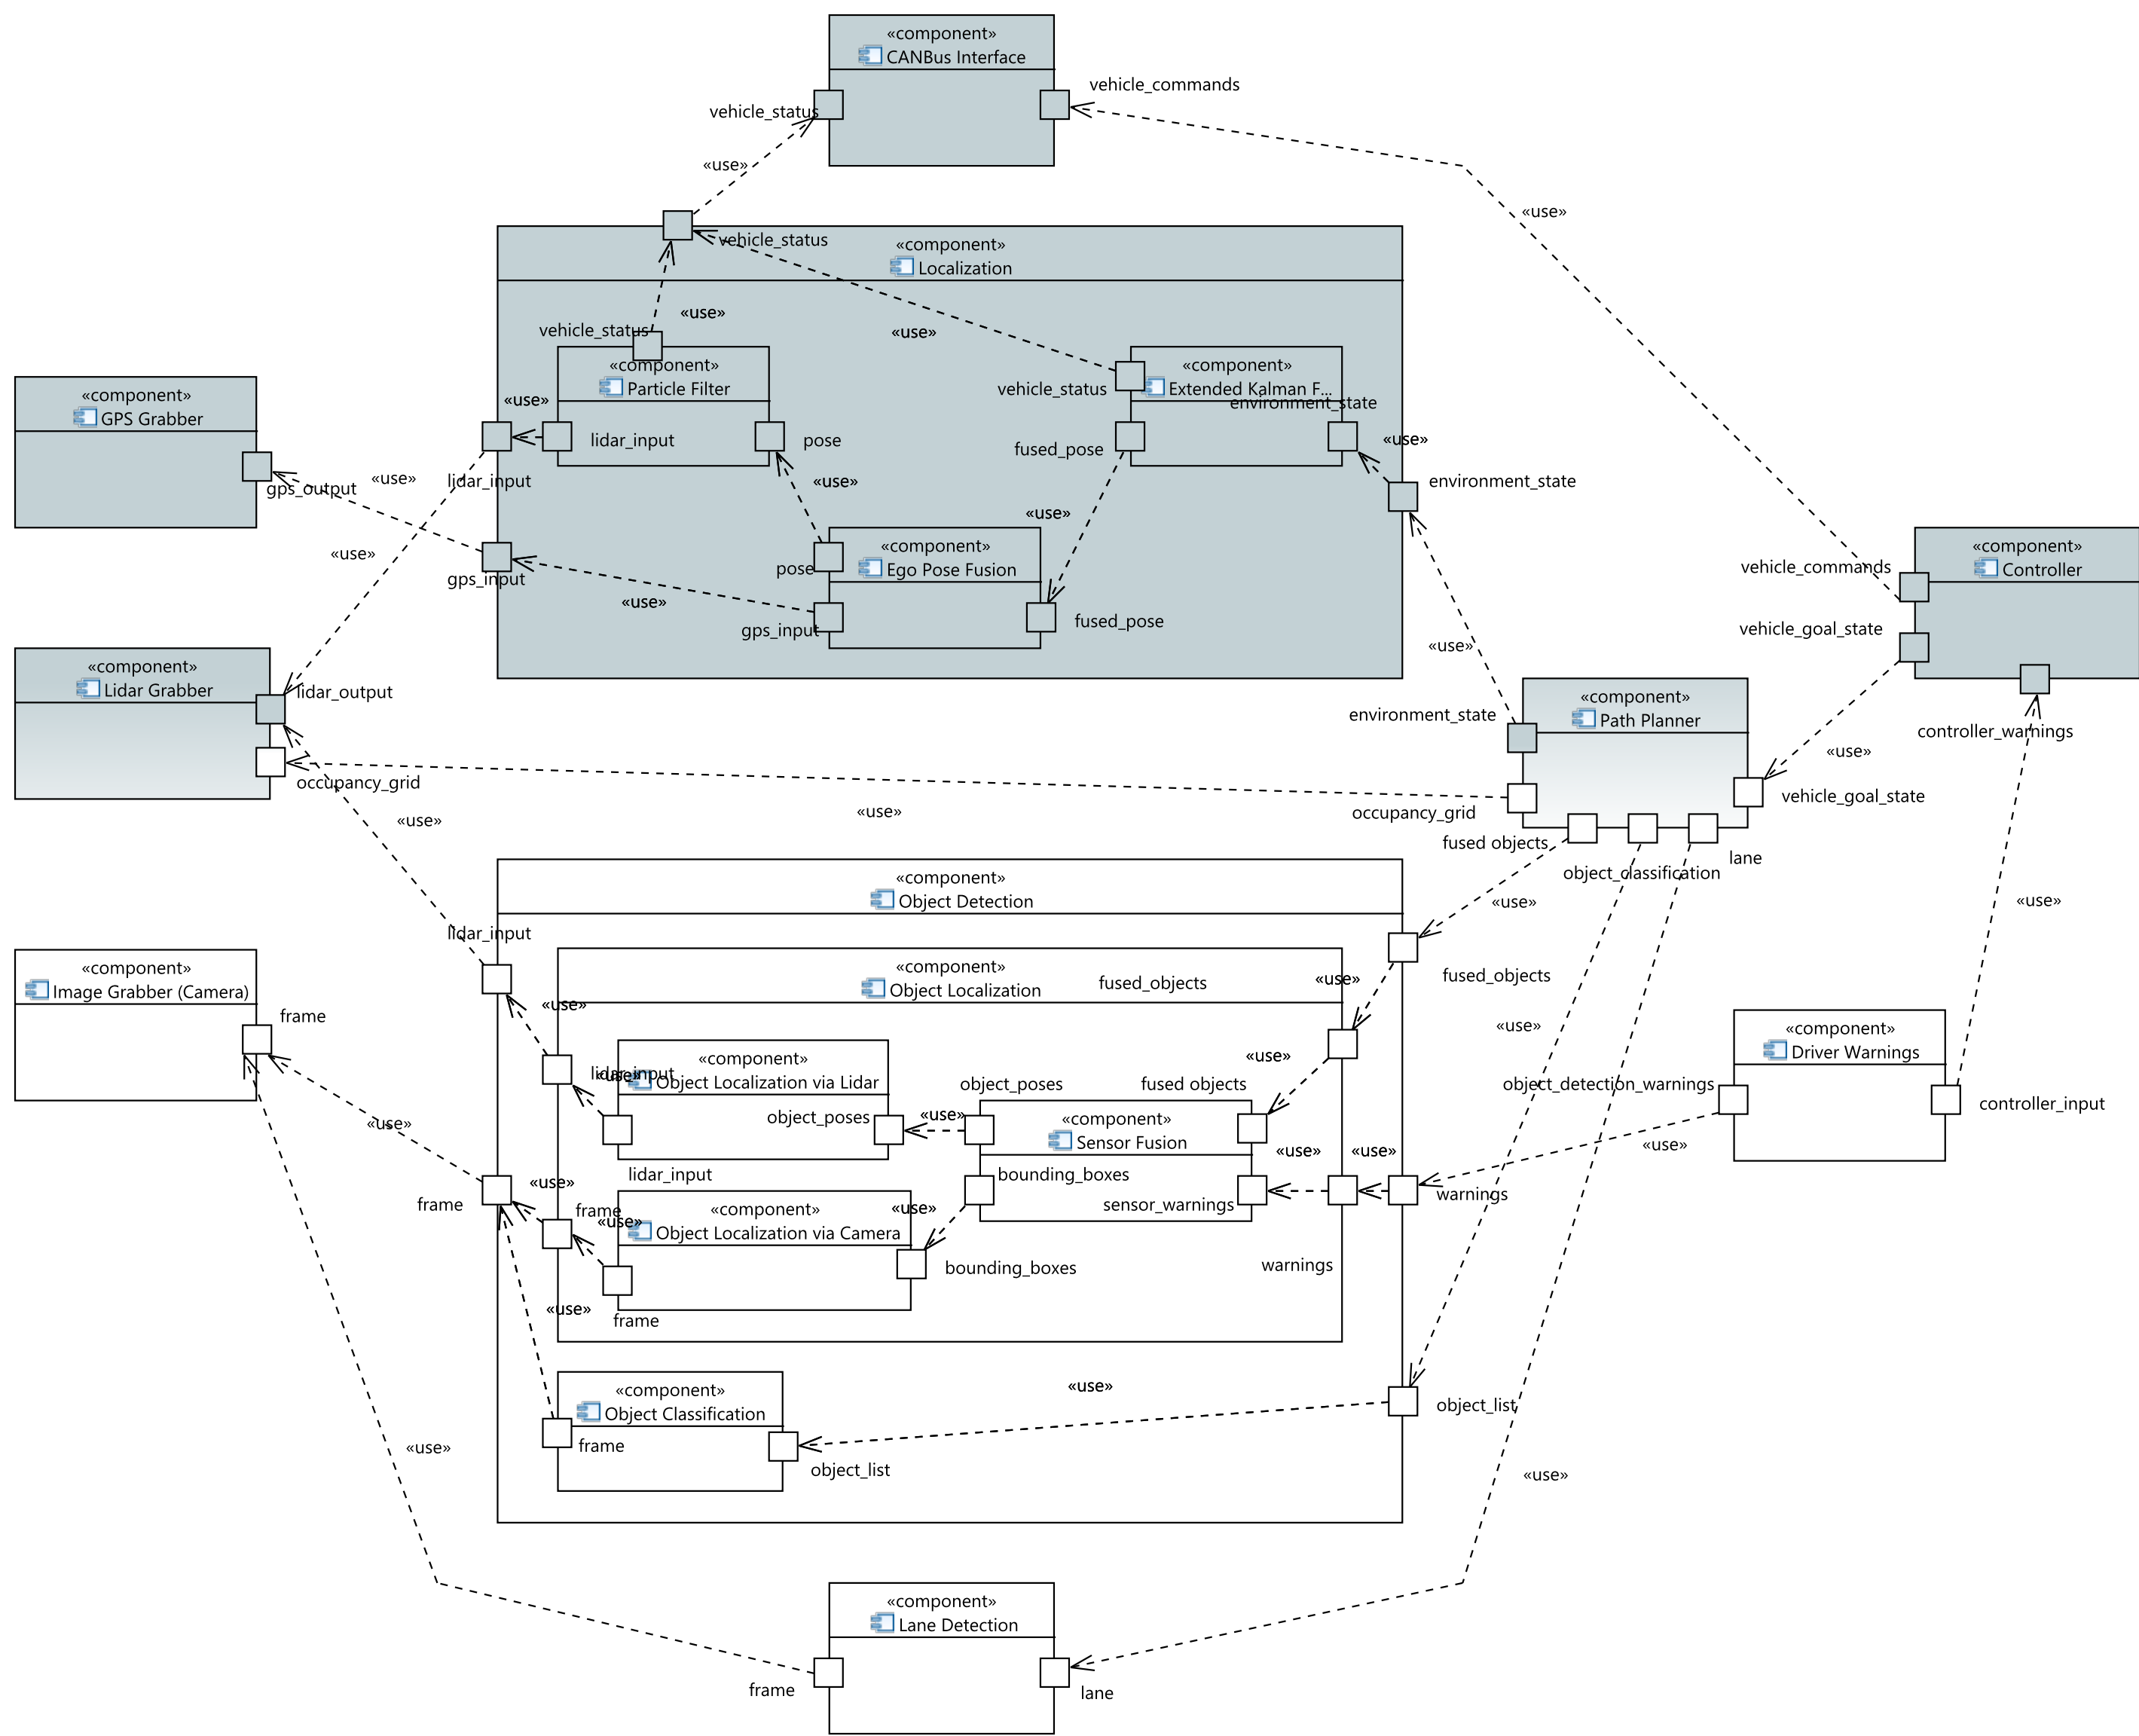 «component»
CANBus Interface
vehicle_commands
vehicle_status
«use»
«use»
vehicle_status
«component»
Localization
«use»
vehicle_status
«use»
«component»
Particle Filter
vehicle_status
«component»
Extended Kalman F...
environment_state
«component»
GPS Grabber
«use»
lidar_input
pose
fused_pose
«use»
gps_output
«use»
lidar_input
«use»
environment_state
«use»
«use»
gps_input
pose
«component»
Ego Pose Fusion
«use»
gps_input
fused_pose
«component»
Controller
vehicle_commands
vehicle_goal_state
«use»
controller_warnings
«component»
Lidar Grabber
lidar_output
occupancy_grid
«component»
Path Planner
environment_state
«use»
vehicle_goal_state
occupancy_grid
«use»
«use»
fused objects
object_classification
lane
«component»
Object Detection
«use»
«use»
lidar_input
«component»
Image Grabber (Camera)
frame
«component»
Object Localization
fused_objects
«use»
fused_objects
«use»
«use»
«component»
Driver Warnings
object_detection_warnings
controller_input
«use»
lidar_input
«use»
«component»
Object Localization via Lidar
object_poses
lidar_input
object_poses
fused objects
«use»
«use»
«component»
Sensor Fusion
bounding_boxes
sensor_warnings
«use»
«use»
warnings
«use»
frame
«use»
frame
«use»
«component»
Object Localization via Camera
«use»
bounding_boxes
warnings
frame
«use»
«component»
Object Classification
frame
object_list
«use»
object_list
«use»
«use»
«component»
Lane Detection
frame
lane